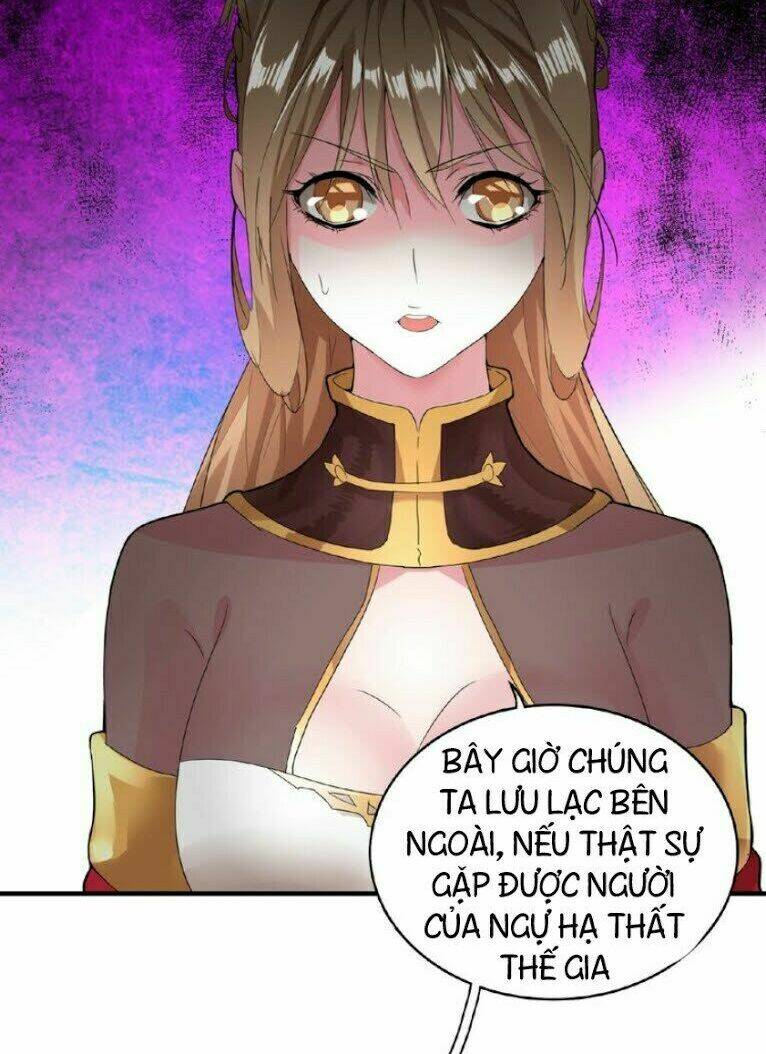 BÂY GIỜ CHÚNG
TA LƯU LẠC BÊN
NGOÀI, NẾU THẬT SỰ
GẶP ĐƯỢC NGƯỜI
CỦA NGỰ HẠ THẤT
THẾ GIA